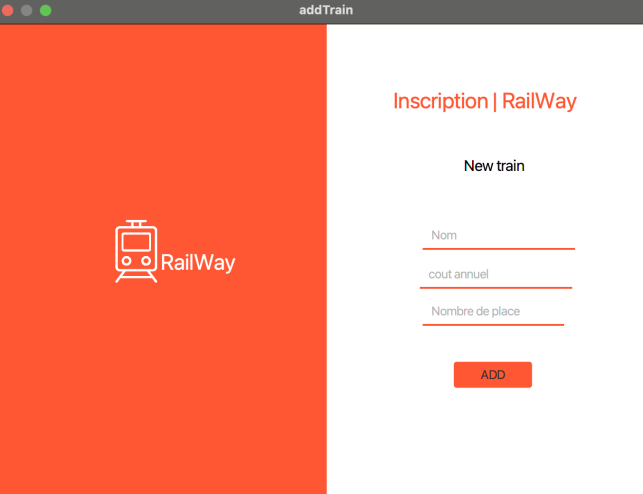 addTrain
RailWay
Inscription | RailWay
New train
Nom
cout annuel
Nombre de place
ADD